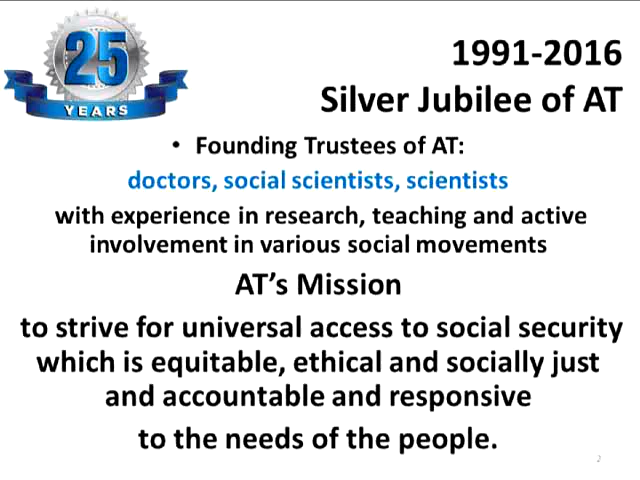 25
YEARS
1991-2016
Silver Jubilee of AT
• Founding Trustees of AT:
doctors, social scientists, scientists
with experience in research, teaching and active
involvement in various social movements
AT’s Mission
to strive for universal access to social security
which is equitable, ethical and socially just
and accountable and responsive
to the needs of the people.
2